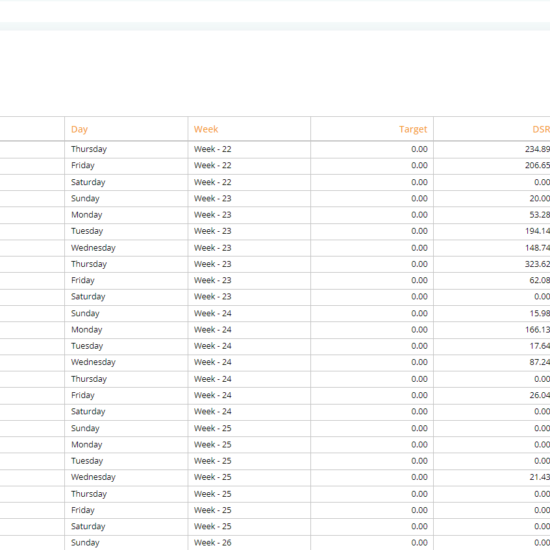 Day Week Target DSR
Thursday Week - 22 0.00 234.89
Friday Week - 22 0.00 206.65
Saturday Week - 22 0.00 0.00
Sunday Week - 23 0.00 20.00
Monday Week - 23 0.00 53.28
Tuesday Week - 23 0.00 194.14
Wednesday Week - 23 0.00 148.74
Thursday Week - 23 0.00 323.62
Friday Week - 23 0.00 62.08
Saturday Week - 23 0.00 0.00
Sunday Week - 24 0.00 15.98
Monday Week - 24 0.00 166.13
Tuesday Week - 24 0.00 17.64
Wednesday Week - 24 0.00 87.24
Thursday Week - 24 0.00 0.00
Friday Week - 24 0.00 26.04
Saturday Week - 24 0.00 0.00
Sunday Week - 25 0.00 0.00
Monday Week - 25 0.00 0.00
Tuesday Week - 25 0.00 0.00
Wednesday Week - 25 0.00 21.43
Thursday Week - 25 0.00 0.00
Friday Week - 25 0.00 0.00
Saturday Week - 25 0.00 0.00
Sunday Week - 26 0.00 0.00